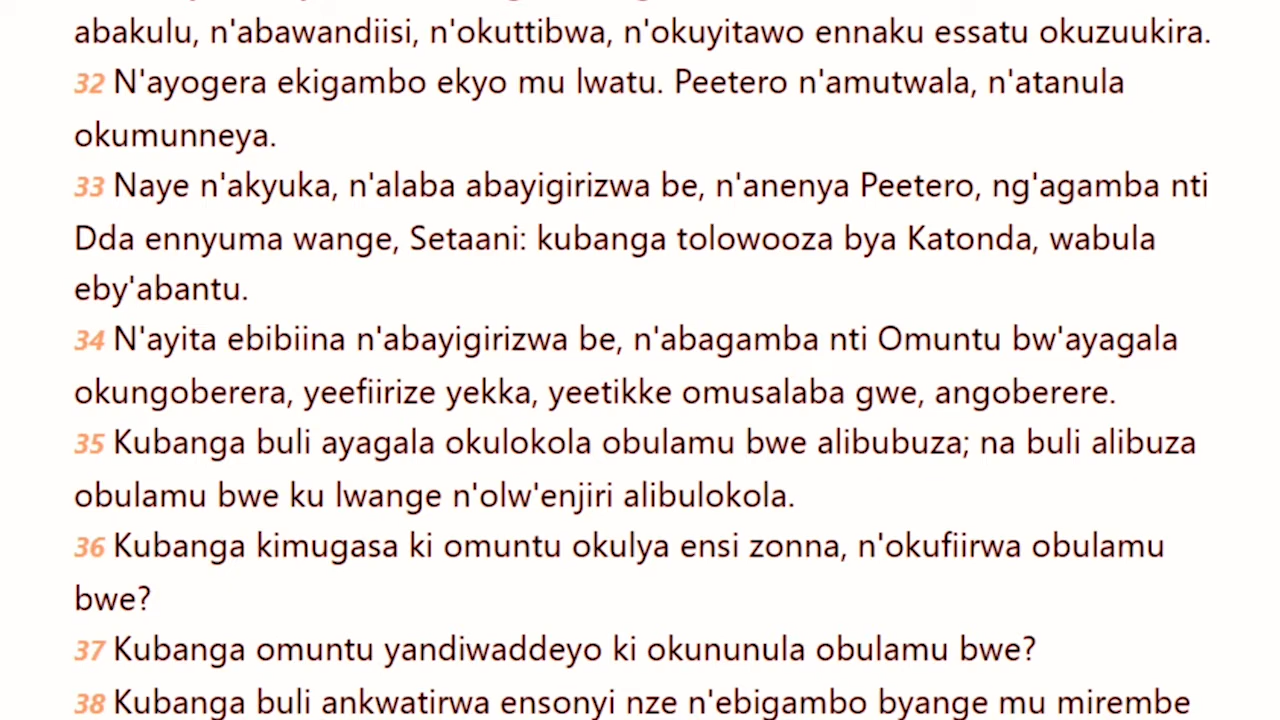 abakulu, n'abawandiisi, n'okuttibwa, n'okuyitawo ennaku essatu okuzuukira.
32 N'ayogera ekigambo ekyo mu lwatu. Peetero n'amutwala, n'atanula
okumunneya.
33 Naye n'akyuka, n'alaba abayigirizwa be, n'anenya Peetero, ng'agamba nti
Dda ennyuma wange, Setaani: kubanga tolowooza bya Katonda, wabula
eby'abantu.
34 N'ayita ebibiina n'abayigirizwa be, n'abagamba nti Omuntu bw'ayagala
okungoberera, yeefiirize yekka, yeetikke omusalaba gwe, angoberere.
35 Kubanga buli ayagala okulokola obulamu bwe alibubuza; na buli alibuza
obulamu bwe ku lwange n'olw'enjiri alibulokola.
36 Kubanga kimugasa ki omuntu okulya ensi zonna, n'okufiirwa obulamu
bwe?
37 Kubanga omuntu yandiwaddeyo ki okununula obulamu bwe?
38 Kubanga buli ankwatirwa ensonyi nze n'ebigambo byange mu mirembe